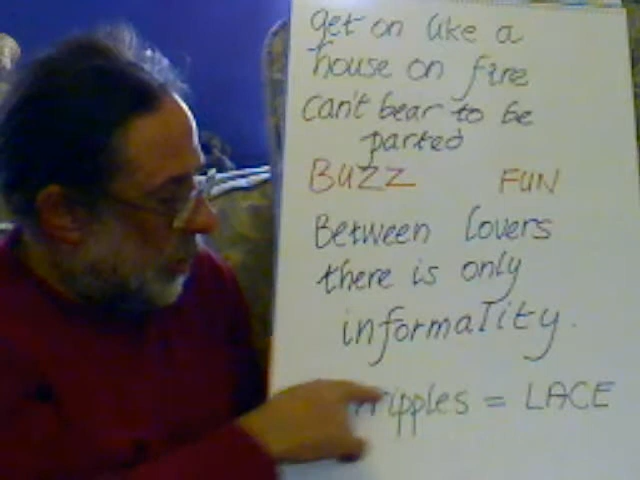 get on like a
house on fire
can't bear to be
parted
BUZZ FUN
Between lovers
there is only
informality.
= LACE